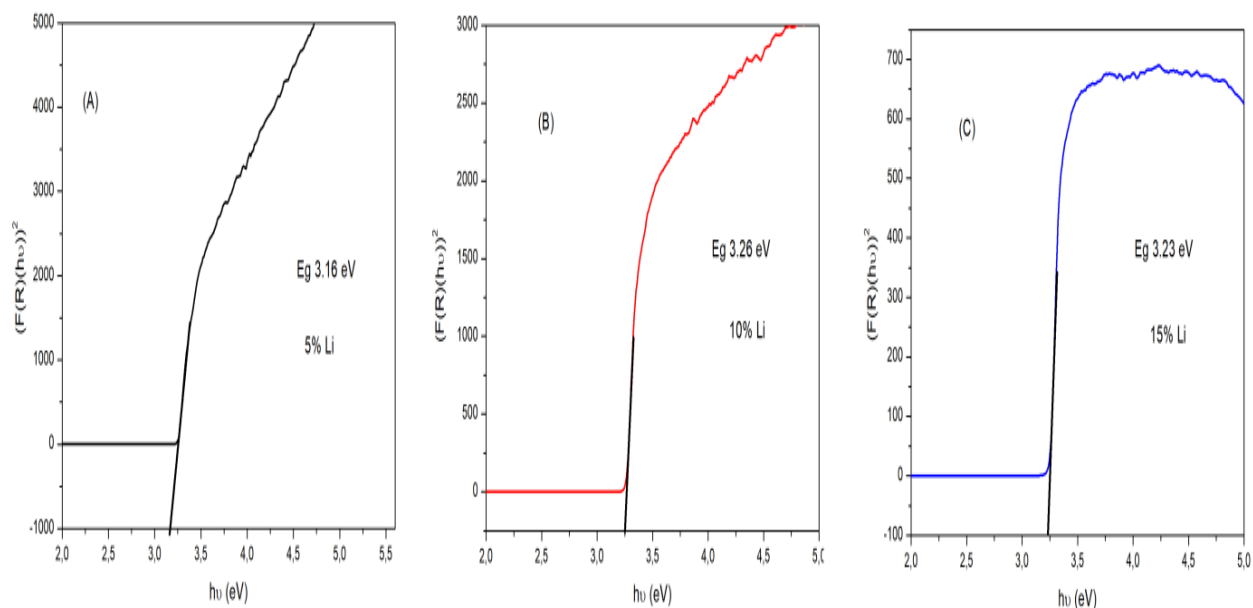 (A)
(F(R)(hυ))²
5000
4000
3000
2000
1000
0
-1000
Eg 3.16 eV
5% Li
2,0 2,5 3,0 3,5 4,0 4,5 5,0 5,5
hυ (eV)
(B)
(F(R)(hυ))²
3000
2500
2000
1500
1000
500
0
Eg 3.26 eV
10% Li
2,0 2,5 3,0 3,5 4,0 4,5 5,0
hυ (eV)
(C)
(F(R)(hυ))²
700
600
500
400
300
200
100
0
-100
Eg 3.23 eV
15% Li
2,0 2,5 3,0 3,5 4,0 4,5 5,0
hυ (eV)